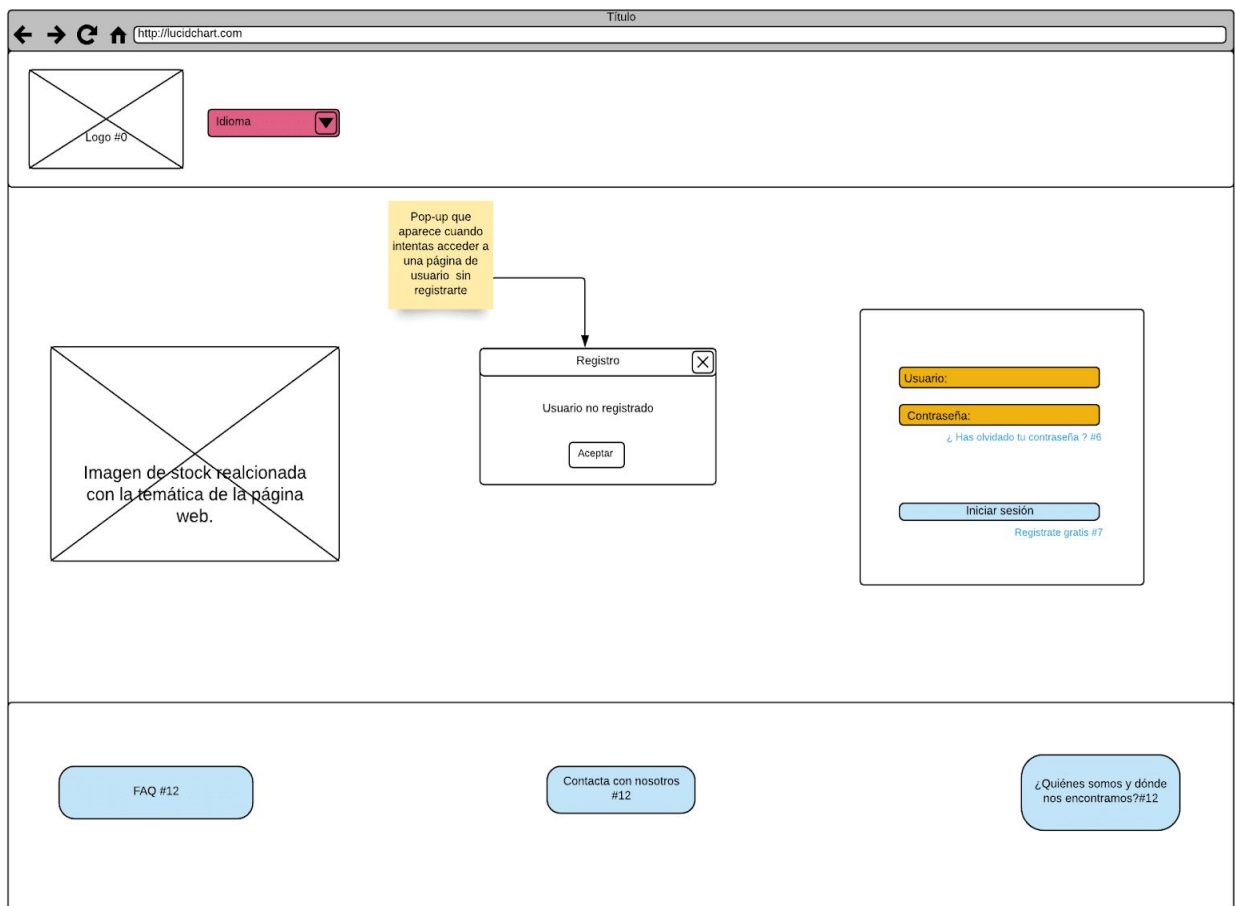 Título
http://lucidchart.com
Logo #0
Idioma
Pop-up que
aparece cuando
intentas acceder a
una página de
usuario sin
registrarte
Imagen de stock realcionada
con la temática de la página
web.
Registro
Usuario no registrado
Aceptar
Usuario:
Contraseña:
¿ Has olvidado tu contraseña ? #6
Iniciar sesión
Registrate gratis #7
FAQ #12
Contacta con nosotros
#12
¿Quiénes somos y dónde
nos encontramos?#12